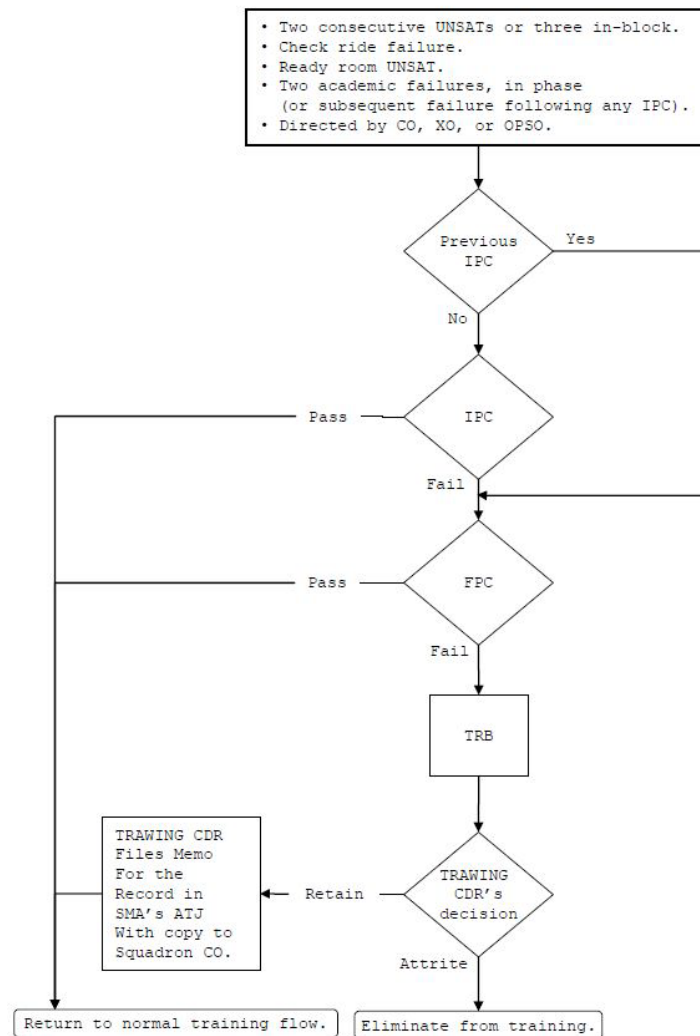 • Two consecutive UNSATs or three in-block.
• Check ride failure.
• Ready room UNSAT.
• Two academic failures, in phase
(or subsequent failure following any IPC).
• Directed by CO, XO, or OPSO.
Previous
IPC
Yes
No
Pass
IPC
Fail
Pass
FPC
Fail
TRB
TRAWING CDR
Files Memo
For the
Record in
SMA's ATJ
With copy to
Squadron CO.
Retain
TRAWING
CDR's
decision
Attrite
Return to normal training flow.
Eliminate from training.